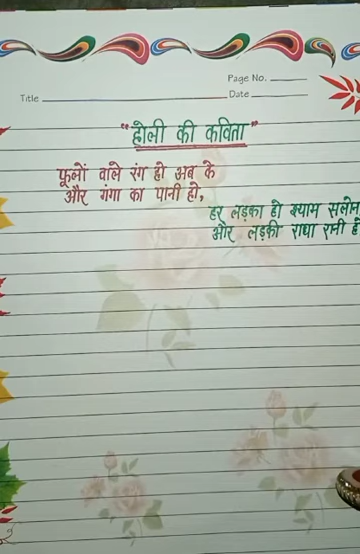 Page No.
Title
Date
"होली की कविता"
फूलों वाले रंग हो अब के
और गंगा का पानी हो,
हर लड़का हो श्याम सलोन
और लड़की राधा रानी ह